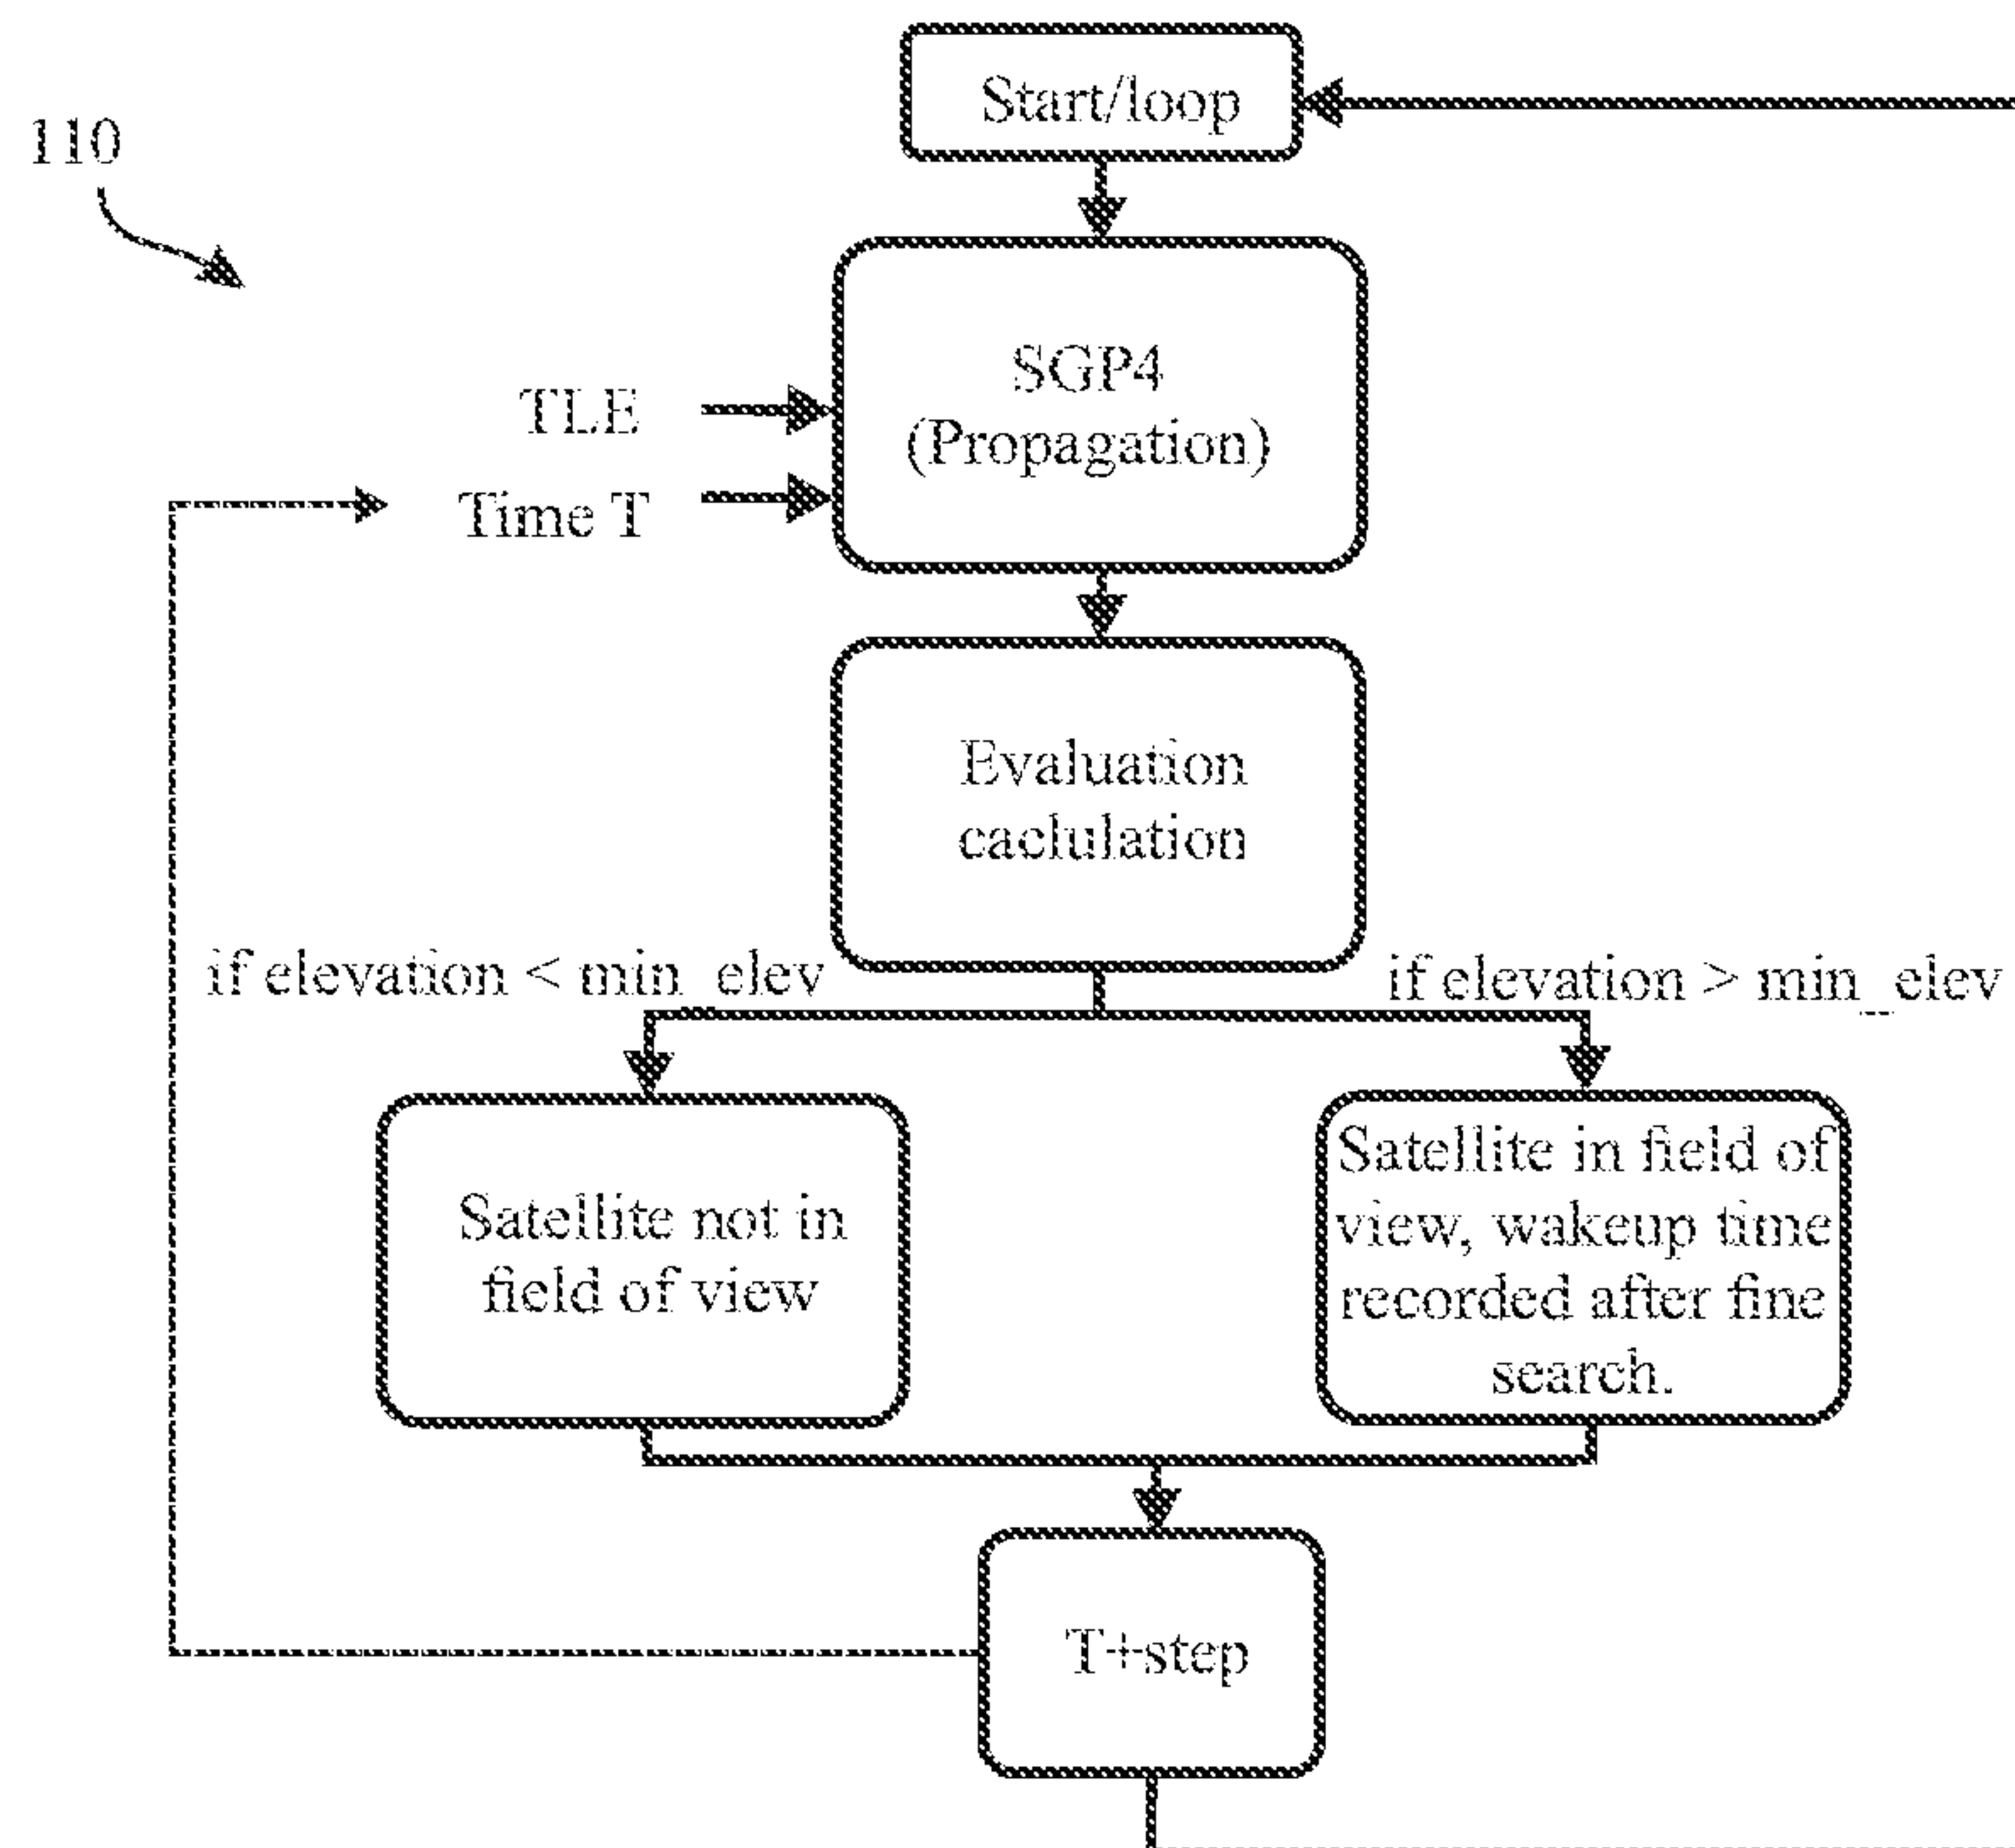 Start/loop
110
SGP4
(Propagation)
TLE
Time T
Evaluation
caclulation
if elevation < min_elev
if elevation > min_elev
Satellite not in
field of view
Satellite in field of
view, wakeup time
recorded after fine
search.
T+step